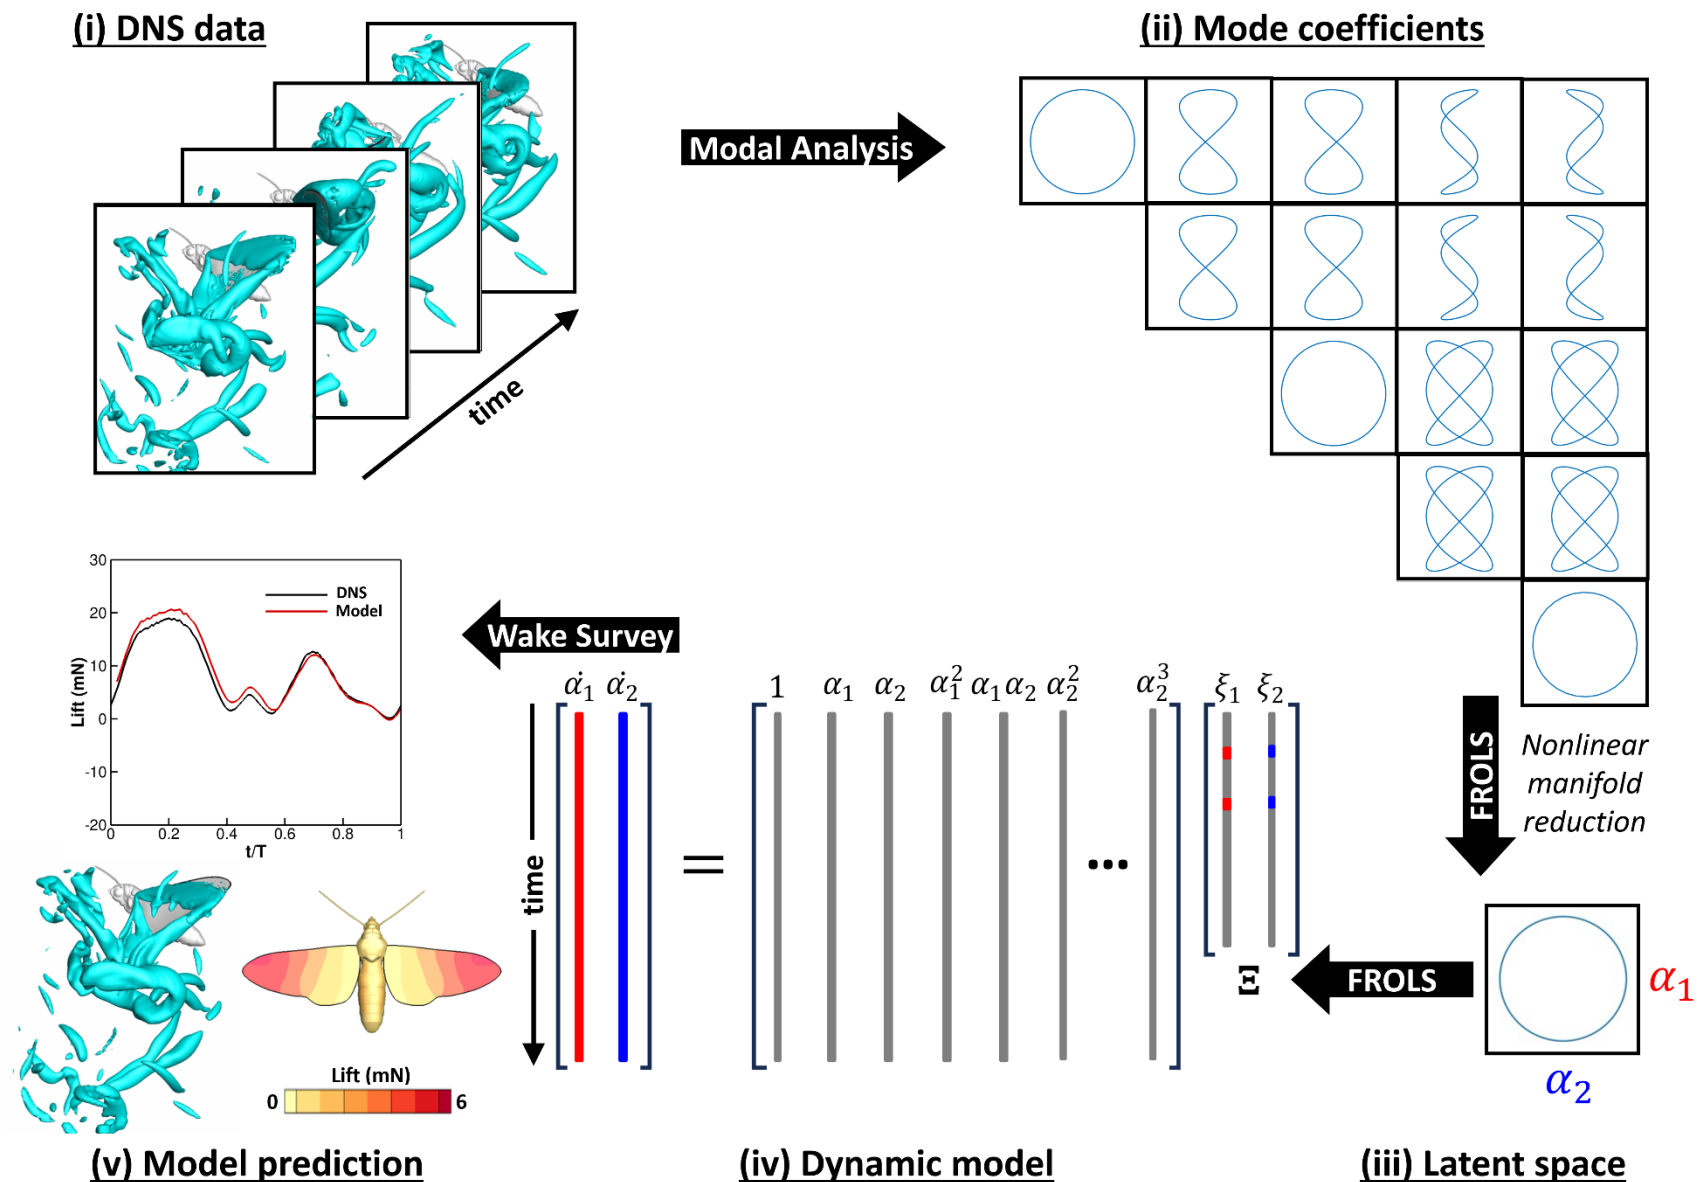 (i) DNS data
time
Modal Analysis
(ii) Mode coefficients
FROLS
Nonlinear
manifold
reduction
α₁
α₂
(iii) Latent space
FROLS
α̇₁ α̇₂
time
=
1 α₁ α₂ α₁² α₁α₂ α₂² ... α₂³
ξ₁ ξ₂
Ξ
(iv) Dynamic model
Wake Survey
30
20
10
0
-10
-20
Lift (mN)
DNS
Model
0 0.2 0.4 0.6 0.8 1
t/T
Lift (mN)
0 6
(v) Model prediction